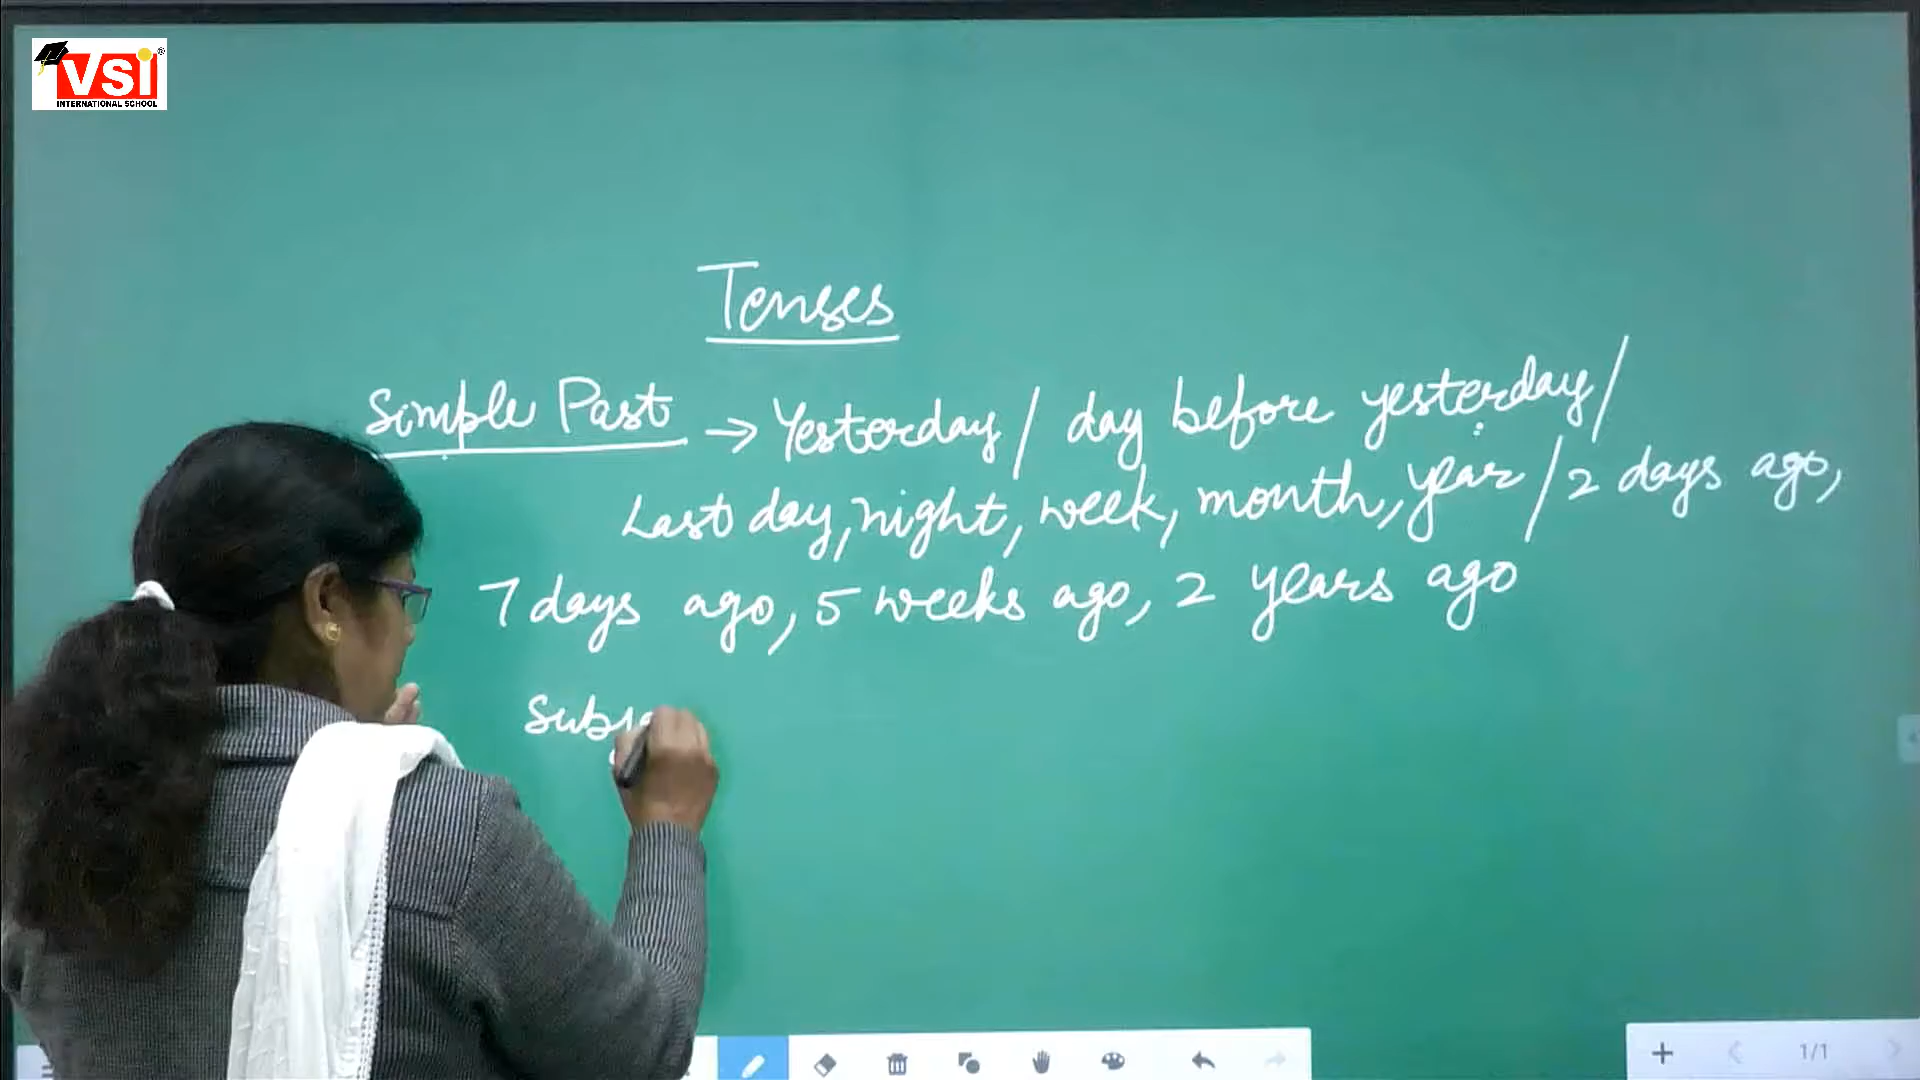 VSI
INTERNATIONAL SCHOOL
Tenses
Simple Past → Yesterday / day before yesterday /
Last day, night, week, month, year / 2 days ago,
7 days ago, 5 weeks ago, 2 years ago
1/1